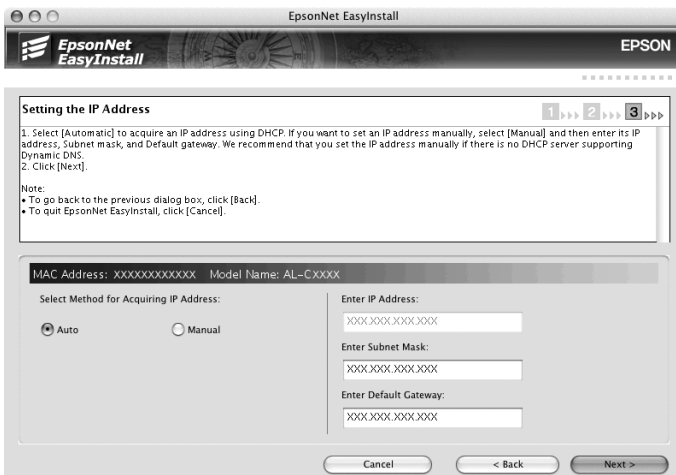 EpsonNet EasyInstall
EpsonNet
EasyInstall
EPSON
Setting the IP Address
1 2 3
1. Select [Automatic] to acquire an IP address using DHCP. If you want to set an IP address manually, select [Manual] and then enter its IP
address, Subnet mask, and Default gateway. We recommend that you set the IP address manually if there is no DHCP server supporting
Dynamic DNS.
2. Click [Next].
Note:
• To go back to the previous dialog box, click [Back].
• To quit EpsonNet EasyInstall, click [Cancel].
MAC Address: XXXXXXXXXXXX Model Name: AL-CXXXX
Select Method for Acquiring IP Address:
Auto
Manual
Enter IP Address:
XXX.XXX.XXX.XXX
Enter Subnet Mask:
XXX.XXX.XXX.XXX
Enter Default Gateway:
XXX.XXX.XXX.XXX
Cancel
< Back
Next >